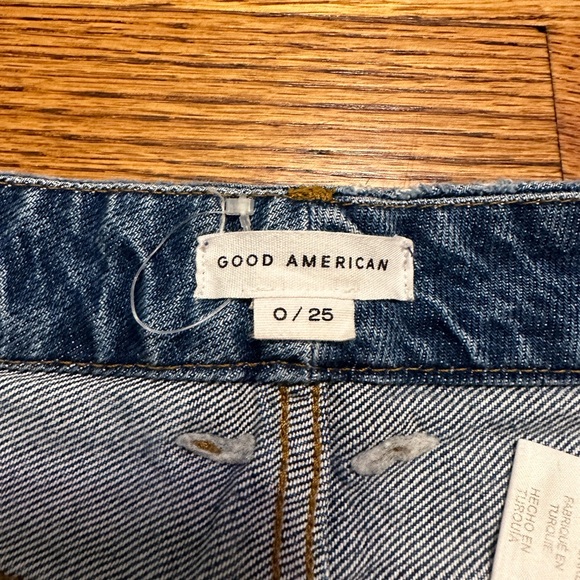 GOOD AMERICAN
0 / 25
FABRIQUÉ EN
TURQUIE
HECHO EN
TURQUÍA